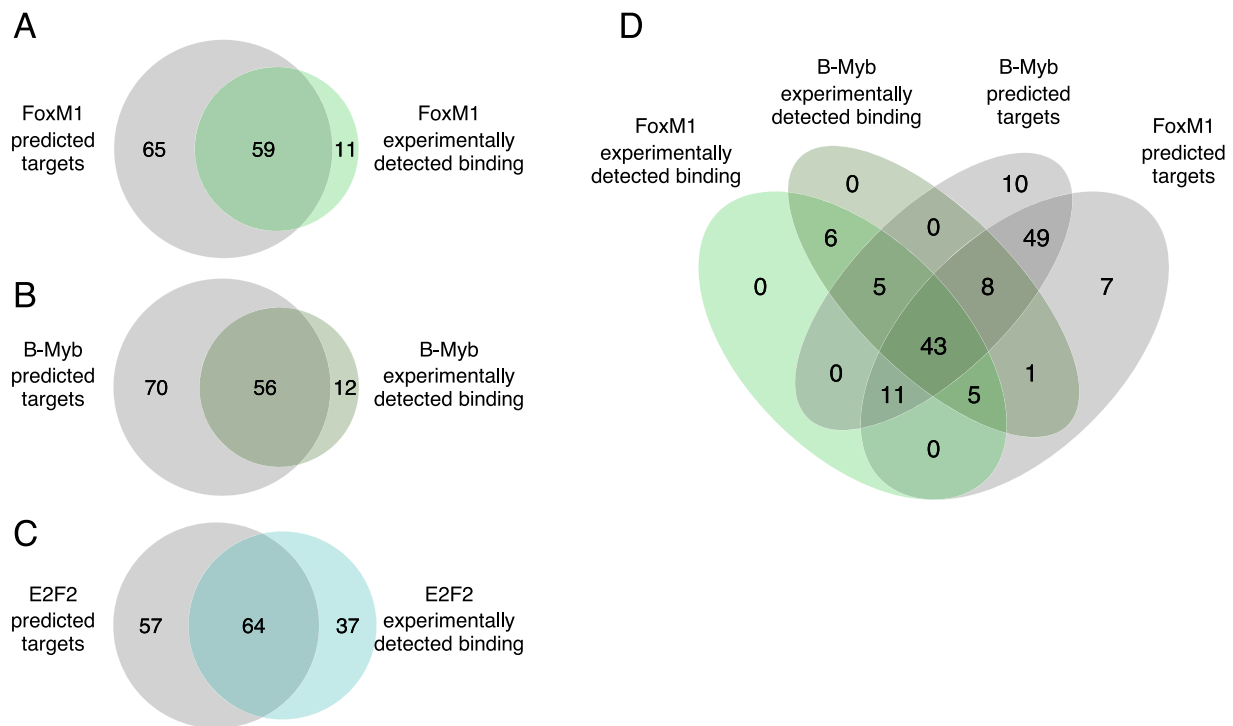 A
FoxM1
predicted
targets
65
59
11
FoxM1
experimentally
detected binding
B
B-Myb
predicted
targets
70
56
12
B-Myb
experimentally
detected binding
C
E2F2
predicted
targets
57
64
37
E2F2
experimentally
detected binding
D
FoxM1
experimentally
detected binding
B-Myb
experimentally
detected binding
B-Myb
predicted
targets
FoxM1
predicted
targets
0
10
6
0
49
0
5
8
7
43
0
11
5
1
0